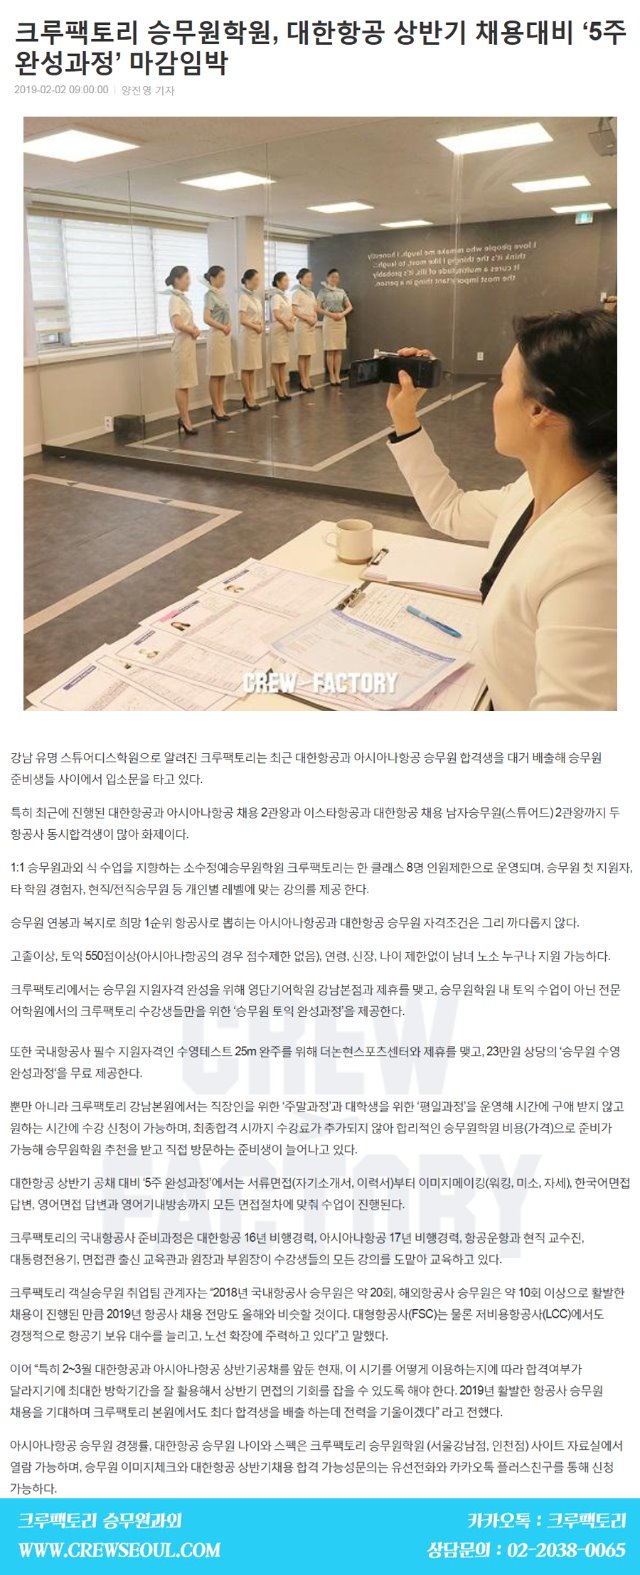 크루팩토리 승무원학원, 대한항공 상반기 채용대비 ‘5주
완성과정’ 마감임박
2019-02-02 09:00:00 | 양진영 기자
I love people who make me laugh. I honestly
think it's the thing I like most, to laugh.
It cures a multitude of ills. it's probably
the most important thing in a person.
CREW FACTORY
강남 유명 스튜어디스학원으로 알려진 크루팩토리는 최근 대한항공과 아시아나항공 승무원 합격생을 대거 배출해 승무원
준비생들 사이에서 입소문을 타고 있다.
특히 최근에 진행된 대한항공과 아시아나항공 채용 2관왕과 이스타항공과 대한항공 채용 남자승무원(스튜어드) 2관왕까지 두
항공사 동시합격생이 많아 화제이다.
1:1 승무원과외 식 수업을 지향하는 소수정예승무원학원 크루팩토리는 한 클래스 8명 인원제한으로 운영되며, 승무원 첫 지원자,
타 학원 경험자, 현직/전직승무원 등 개인별 레벨에 맞는 강의를 제공 한다.
승무원 연봉과 복지로 희망 1순위 항공사로 뽑히는 아시아나항공과 대한항공 승무원 자격조건은 그리 까다롭지 않다.
고졸이상, 토익 550점이상(아시아나항공의 경우 점수제한 없음), 연령, 신장, 나이 제한없이 남녀 노소 누구나 지원 가능하다.
크루팩토리에서는 승무원 지원자격 완성을 위해 영단기어학원 강남본점과 제휴를 맺고, 승무원학원 내 토익 수업이 아닌 전문
어학원에서의 크루팩토리 수강생들만을 위한 ‘승무원 토익 완성과정’을 제공한다.
또한 국내항공사 필수 지원자격인 수영테스트 25m 완주를 위해 더논현스포츠센터와 제휴를 맺고, 23만원 상당의 ‘승무원 수영
완성과정’을 무료 제공한다.
뿐만 아니라 크루팩토리 강남본원에서는 직장인을 위한 ‘주말과정’과 대학생을 위한 ‘평일과정’을 운영해 시간에 구애 받지 않고
원하는 시간에 수강 신청이 가능하며, 최종합격 시까지 수강료가 추가되지 않아 합리적인 승무원학원 비용(가격)으로 준비가
가능해 승무원학원 추천을 받고 직접 방문하는 준비생이 늘어나고 있다.
대한항공 상반기 공채 대비 ‘5주 완성과정’에서는 서류면접(자기소개서, 이력서)부터 이미지메이킹(워킹, 미소, 자세), 한국어면접
답변, 영어면접 답변과 영어기내방송까지 모든 면접절차에 맞춰 수업이 진행된다.
크루팩토리의 국내항공사 준비과정은 대한항공 16년 비행경력, 아시아나항공 17년 비행경력, 항공운항과 현직 교수진,
대통령전용기, 면접관 출신 교육관과 원장과 부원장이 수강생들의 모든 강의를 도맡아 교육하고 있다.
크루팩토리 객실승무원 취업팀 관계자는 “2018년 국내항공사 승무원은 약 20회, 해외항공사 승무원은 약 10회 이상으로 활발한
채용이 진행된 만큼 2019년 항공사 채용 전망도 올해와 비슷할 것이다. 대형항공사(FSC)는 물론 저비용항공사(LCC)에서도
경쟁적으로 항공기 보유 대수를 늘리고, 노선 확장에 주력하고 있다”고 말했다.
이어 “특히 2~3월 대한항공과 아시아나항공 상반기공채를 앞둔 현재, 이 시기를 어떻게 이용하는지에 따라 합격여부가
달라지기에 최대한 방학기간을 잘 활용해서 상반기 면접의 기회를 잡을 수 있도록 해야 한다. 2019년 활발한 항공사 승무원
채용을 기대하며 크루팩토리 본원에서도 최다 합격생을 배출 하는데 전력을 기울이겠다” 라고 전했다.
아시아나항공 승무원 경쟁률, 대한항공 승무원 나이와 스펙은 크루팩토리 승무원학원 (서울강남점, 인천점) 사이트 자료실에서
열람 가능하며, 승무원 이미지체크와 대한항공 상반기채용 합격 가능성문의는 유선전화와 카카오톡 플러스친구를 통해 신청
가능하다.
CREW
FACTORY
크루팩토리 승무원과외
카카오톡 : 크루팩토리
WWW.CREWSEOUL.COM
상담문의 : 02-2038-0065